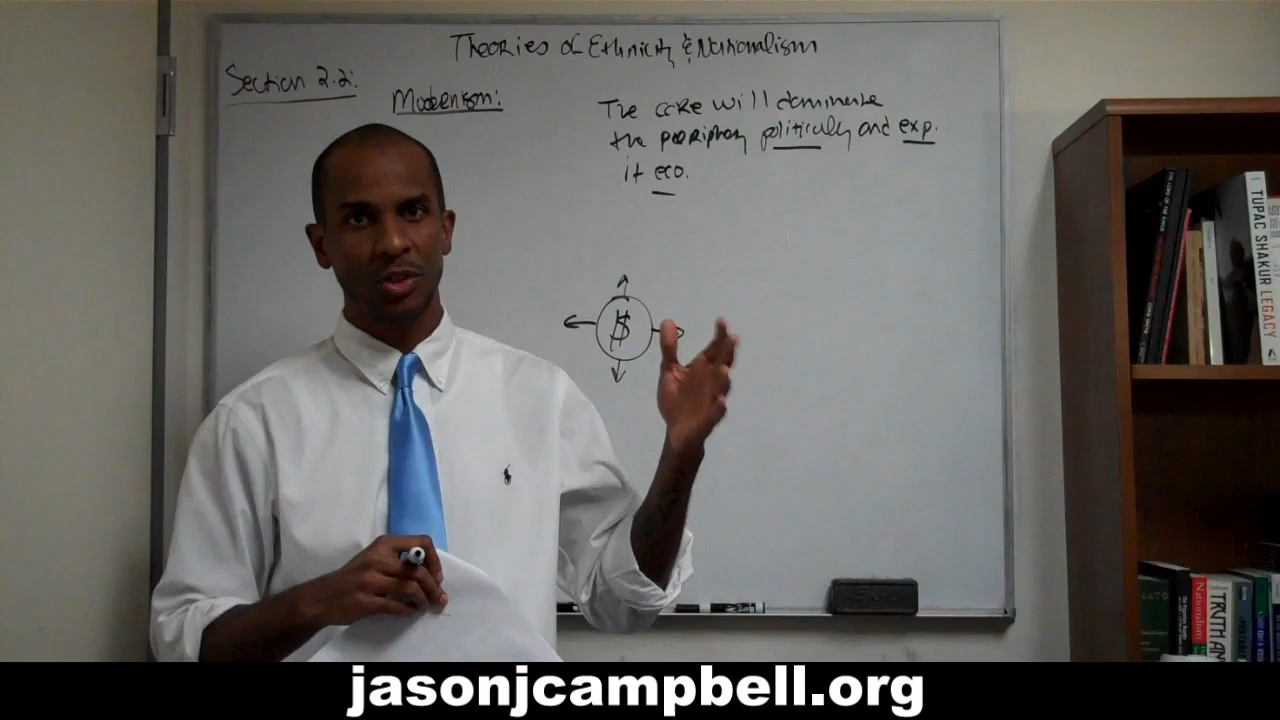 Theories of Ethnicity & Nationalism
Section 2.2:
Modernism:
The core will dominate
the periphery politically and exp.
it eco.
$
TUPAC SHAKUR LEGACY
Nationalism
TRUTH AN
jasonjcampbell.org